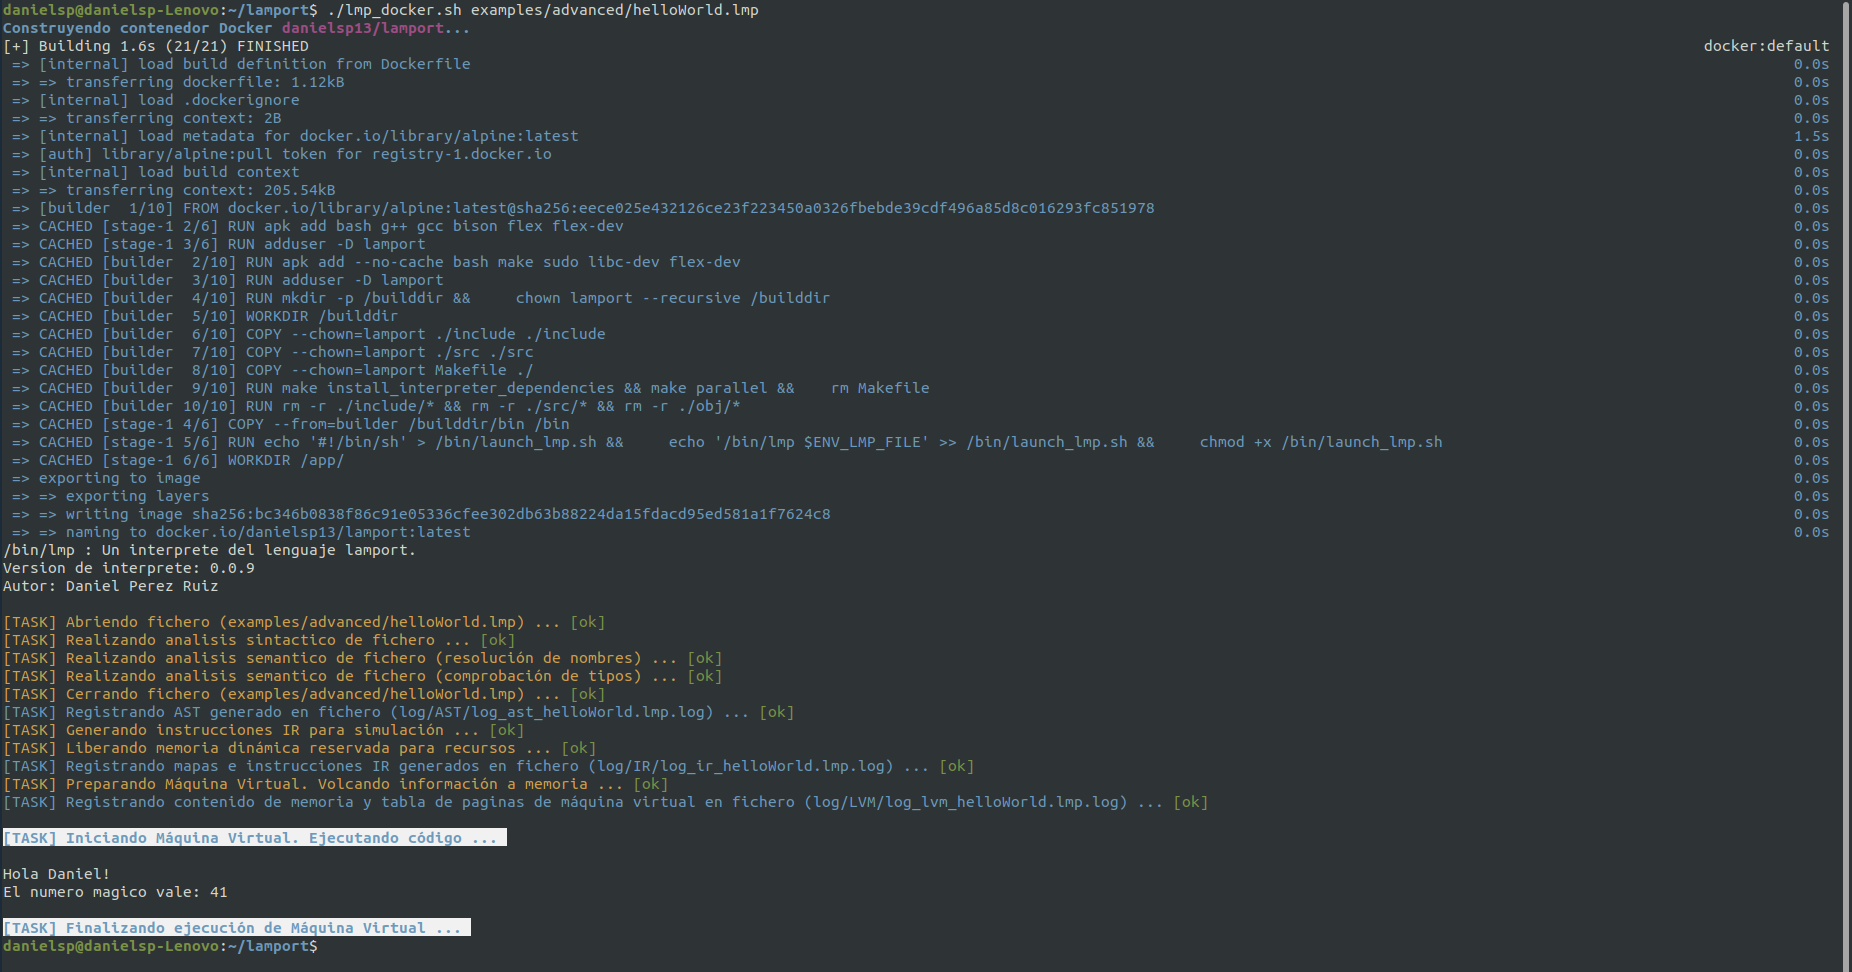 danielsp@danielsp-Lenovo:~/lamport$ ./lmp_docker.sh examples/advanced/helloWorld.lmp
Construyendo contenedor Docker danielsp13/lamport...
[+] Building 1.6s (21/21) FINISHED docker:default
=> [internal] load build definition from Dockerfile 0.0s
=> => transferring dockerfile: 1.12kB 0.0s
=> [internal] load .dockerignore 0.0s
=> => transferring context: 2B 0.0s
=> [internal] load metadata for docker.io/library/alpine:latest 1.5s
=> [auth] library/alpine:pull token for registry-1.docker.io 0.0s
=> [internal] load build context 0.0s
=> => transferring context: 205.54kB 0.0s
=> [builder  1/10] FROM docker.io/library/alpine:latest@sha256:eece025e432126ce23f223450a0326fbebde39cdf496a85d8c016293fc851978 0.0s
=> CACHED [stage-1 2/6] RUN apk add bash g++ gcc bison flex flex-dev 0.0s
=> CACHED [stage-1 3/6] RUN adduser -D lamport 0.0s
=> CACHED [builder  2/10] RUN apk add --no-cache bash make sudo libc-dev flex-dev 0.0s
=> CACHED [builder  3/10] RUN adduser -D lamport 0.0s
=> CACHED [builder  4/10] RUN mkdir -p /builddir &&     chown lamport --recursive /builddir 0.0s
=> CACHED [builder  5/10] WORKDIR /builddir 0.0s
=> CACHED [builder  6/10] COPY --chown=lamport ./include ./include 0.0s
=> CACHED [builder  7/10] COPY --chown=lamport ./src ./src 0.0s
=> CACHED [builder  8/10] COPY --chown=lamport Makefile ./ 0.0s
=> CACHED [builder  9/10] RUN make install_interpreter_dependencies && make parallel &&    rm Makefile 0.0s
=> CACHED [builder 10/10] RUN rm -r ./include/* && rm -r ./src/* && rm -r ./obj/* 0.0s
=> CACHED [stage-1 4/6] COPY --from=builder /builddir/bin /bin 0.0s
=> CACHED [stage-1 5/6] RUN echo '#!/bin/sh' > /bin/launch_lmp.sh &&     echo '/bin/lmp $ENV_LMP_FILE' >> /bin/launch_lmp.sh &&     chmod +x /bin/launch_lmp.sh 0.0s
=> CACHED [stage-1 6/6] WORKDIR /app/ 0.0s
=> exporting to image 0.0s
=> => exporting layers 0.0s
=> => writing image sha256:bc346b0838f86c91e05336cfee302db63b88224da15fdacd95ed581a1f7624c8 0.0s
=> => naming to docker.io/danielsp13/lamport:latest 0.0s
/bin/lmp : Un interprete del lenguaje lamport.
Version de interprete: 0.0.9
Autor: Daniel Perez Ruiz
[TASK] Abriendo fichero (examples/advanced/helloWorld.lmp) ... [ok]
[TASK] Realizando analisis sintactico de fichero ... [ok]
[TASK] Realizando analisis semantico de fichero (resolución de nombres) ... [ok]
[TASK] Realizando analisis semantico de fichero (comprobación de tipos) ... [ok]
[TASK] Cerrando fichero (examples/advanced/helloWorld.lmp) ... [ok]
[TASK] Registrando AST generado en fichero (log/AST/log_ast_helloWorld.lmp.log) ... [ok]
[TASK] Generando instrucciones IR para simulación ... [ok]
[TASK] Liberando memoria dinámica reservada para recursos ... [ok]
[TASK] Registrando mapas e instrucciones IR generados en fichero (log/IR/log_ir_helloWorld.lmp.log) ... [ok]
[TASK] Preparando Máquina Virtual. Volcando información a memoria ... [ok]
[TASK] Registrando contenido de memoria y tabla de paginas de máquina virtual en fichero (log/LVM/log_lvm_helloWorld.lmp.log) ... [ok]
[TASK] Iniciando Máquina Virtual. Ejecutando código ...
Hola Daniel!
El numero magico vale: 41
[TASK] Finalizando ejecución de Máquina Virtual ...
danielsp@danielsp-Lenovo:~/lamport$